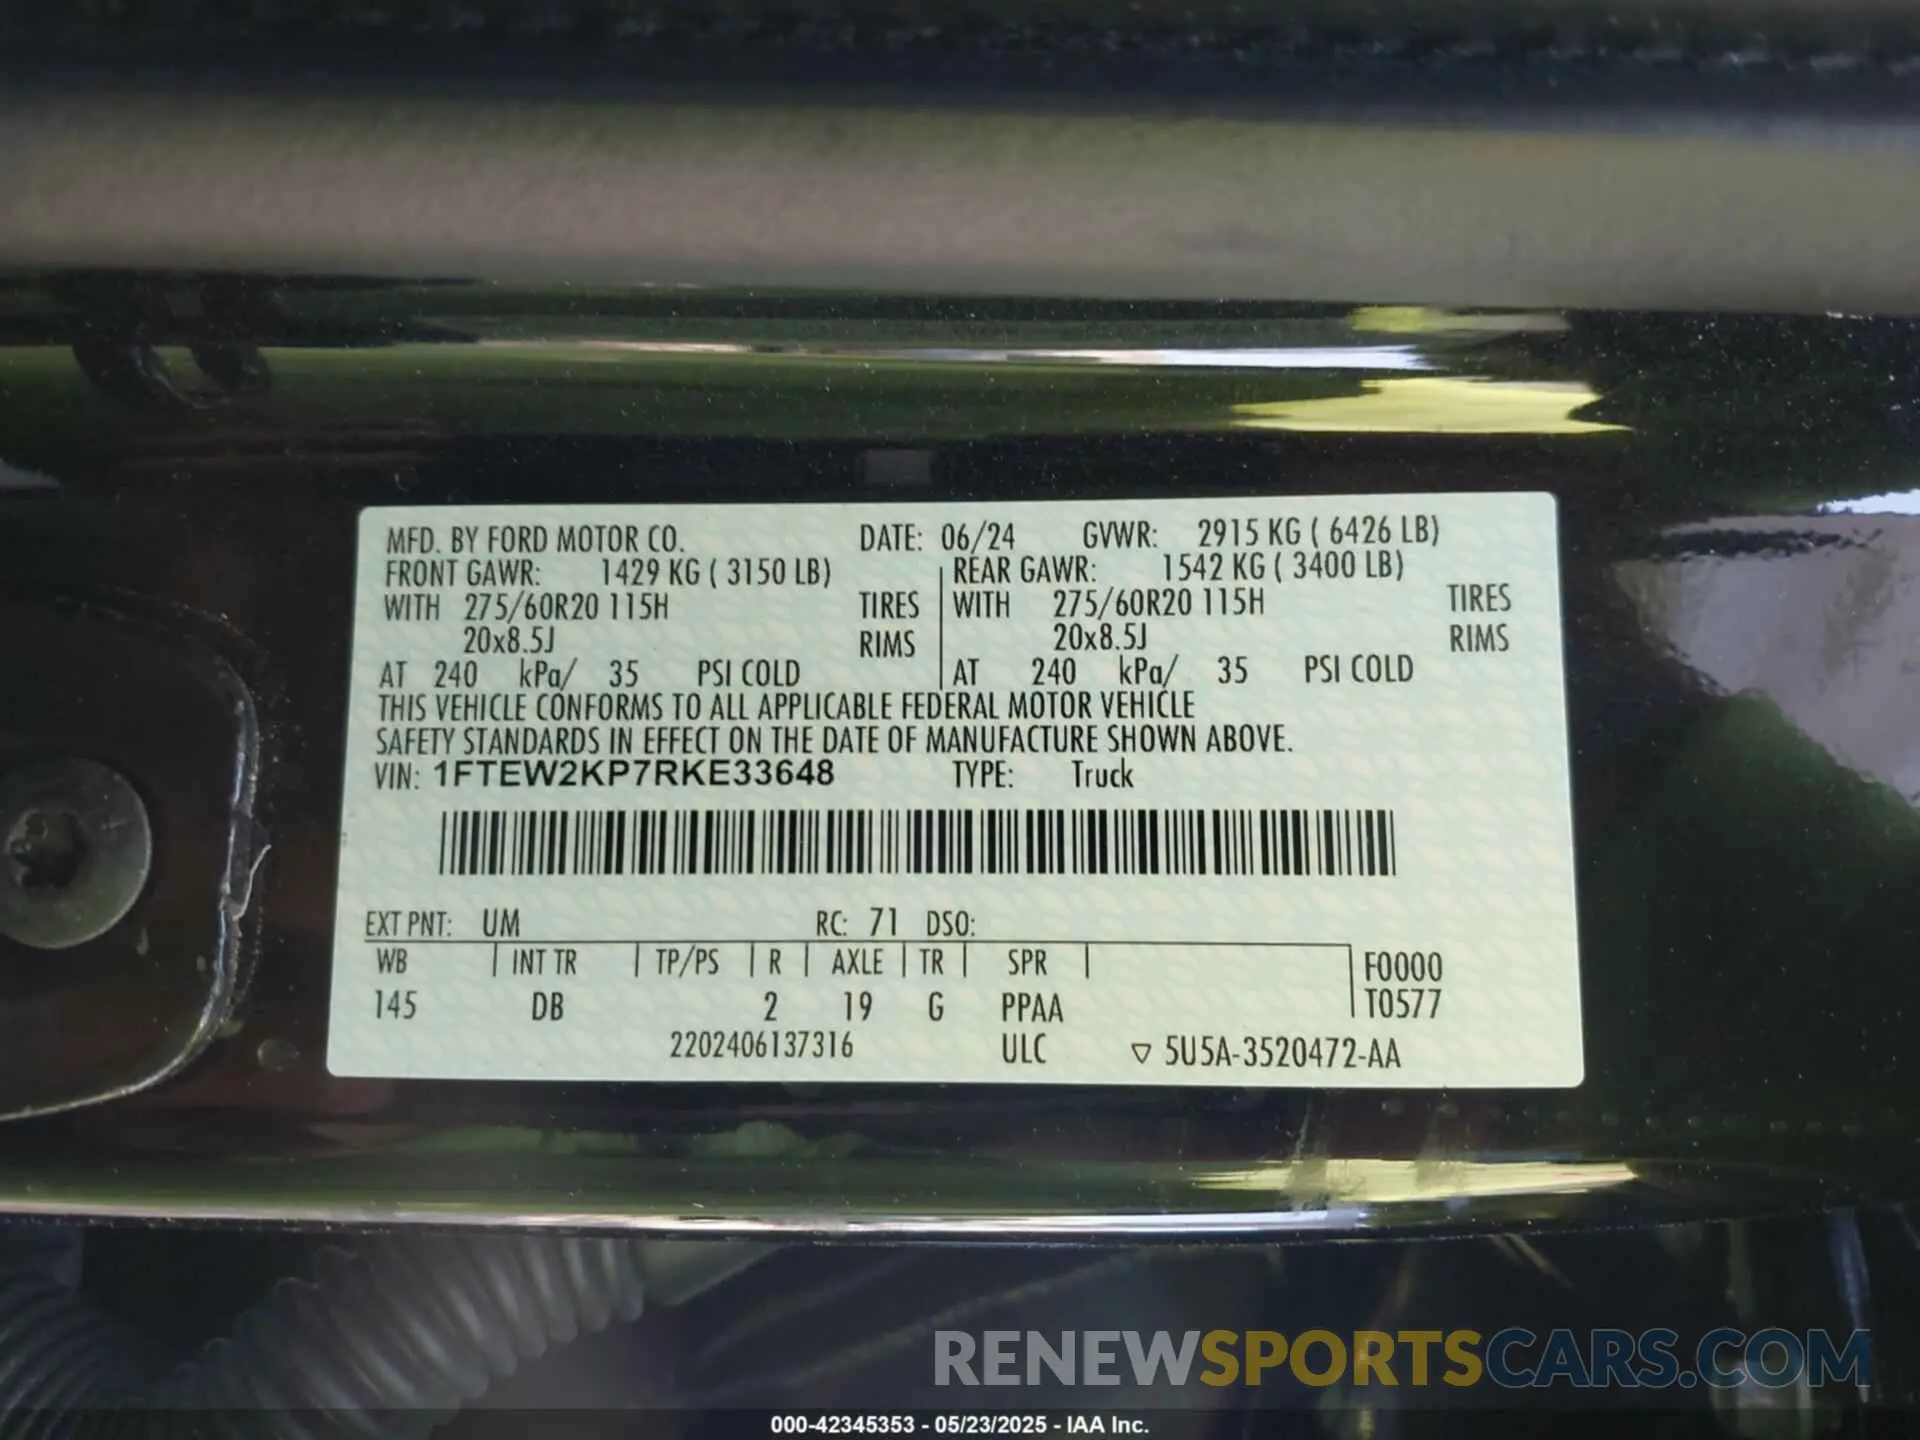 MFD. BY FORD MOTOR CO. DATE: 06/24 GVWR: 2915 KG ( 6426 LB)
FRONT GAWR: 1429 KG ( 3150 LB) REAR GAWR: 1542 KG ( 3400 LB)
WITH 275/60R20 115H TIRES WITH 275/60R20 115H TIRES
20x8.5J RIMS 20x8.5J RIMS
AT 240 kPa/ 35 PSI COLD AT 240 kPa/ 35 PSI COLD
THIS VEHICLE CONFORMS TO ALL APPLICABLE FEDERAL MOTOR VEHICLE
SAFETY STANDARDS IN EFFECT ON THE DATE OF MANUFACTURE SHOWN ABOVE.
VIN: 1FTEW2KP7RKE33648 TYPE: Truck
EXT PNT: UM RC: 71 DSO:
WB INT TR TP/PS R AXLE TR SPR F0000
145 DB 2 19 G PPAA T0577
2202406137316 ULC ▽ 5U5A-3520472-AA
RENEWSPORTSCARS.COM
000-42345353 - 05/23/2025 - IAA Inc.